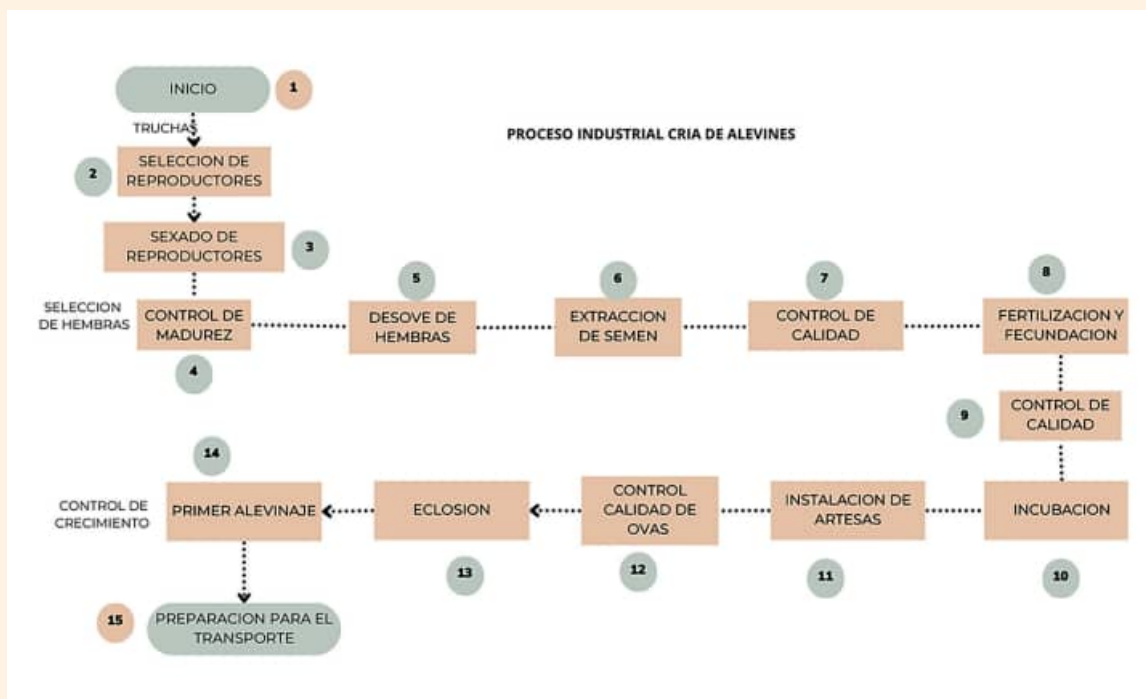 PROCESO INDUSTRIAL CRIA DE ALEVINES
INICIO
1
TRUCHAS
2
SELECCION DE
REPRODUCTORES
SEXADO DE
REPRODUCTORES
3
SELECCION
DE HEMBRAS
CONTROL DE
MADUREZ
4
5
DESOVE DE
HEMBRAS
6
EXTRACCION
DE SEMEN
7
CONTROL DE
CALIDAD
8
FERTILIZACION Y
FECUNDACION
9
CONTROL DE
CALIDAD
INCUBACION
10
INSTALACION DE
ARTESAS
11
CONTROL
CALIDAD DE
OVAS
12
ECLOSION
13
14
PRIMER ALEVINAJE
CONTROL DE
CRECIMIENTO
15
PREPARACION PARA EL
TRANSPORTE